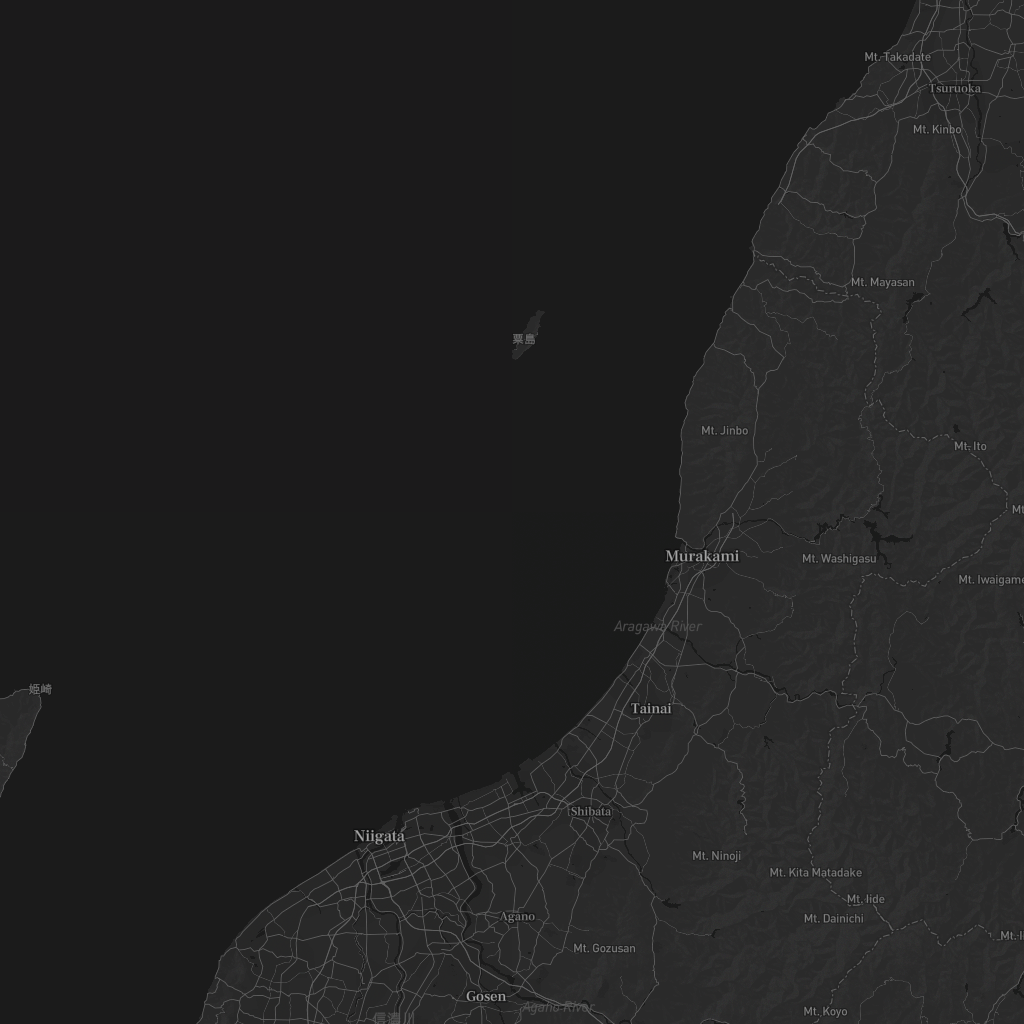 Mt. Takadate
Tsuruoka
Mt. Kinbo
Mt. Mayasan
粟島
Mt. Jinbo
Mt. Ito
Mt.
Murakami
Mt. Washigasu
Mt. Iwaigame
Aragawa River
姫崎
Tainai
Shibata
Niigata
Mt. Ninoji
Mt. Kita Matadake
Mt. Iide
Agano
Mt. Dainichi
Mt. Gozusan
Gosen
Agano River
Mt. Koyo
信濃川